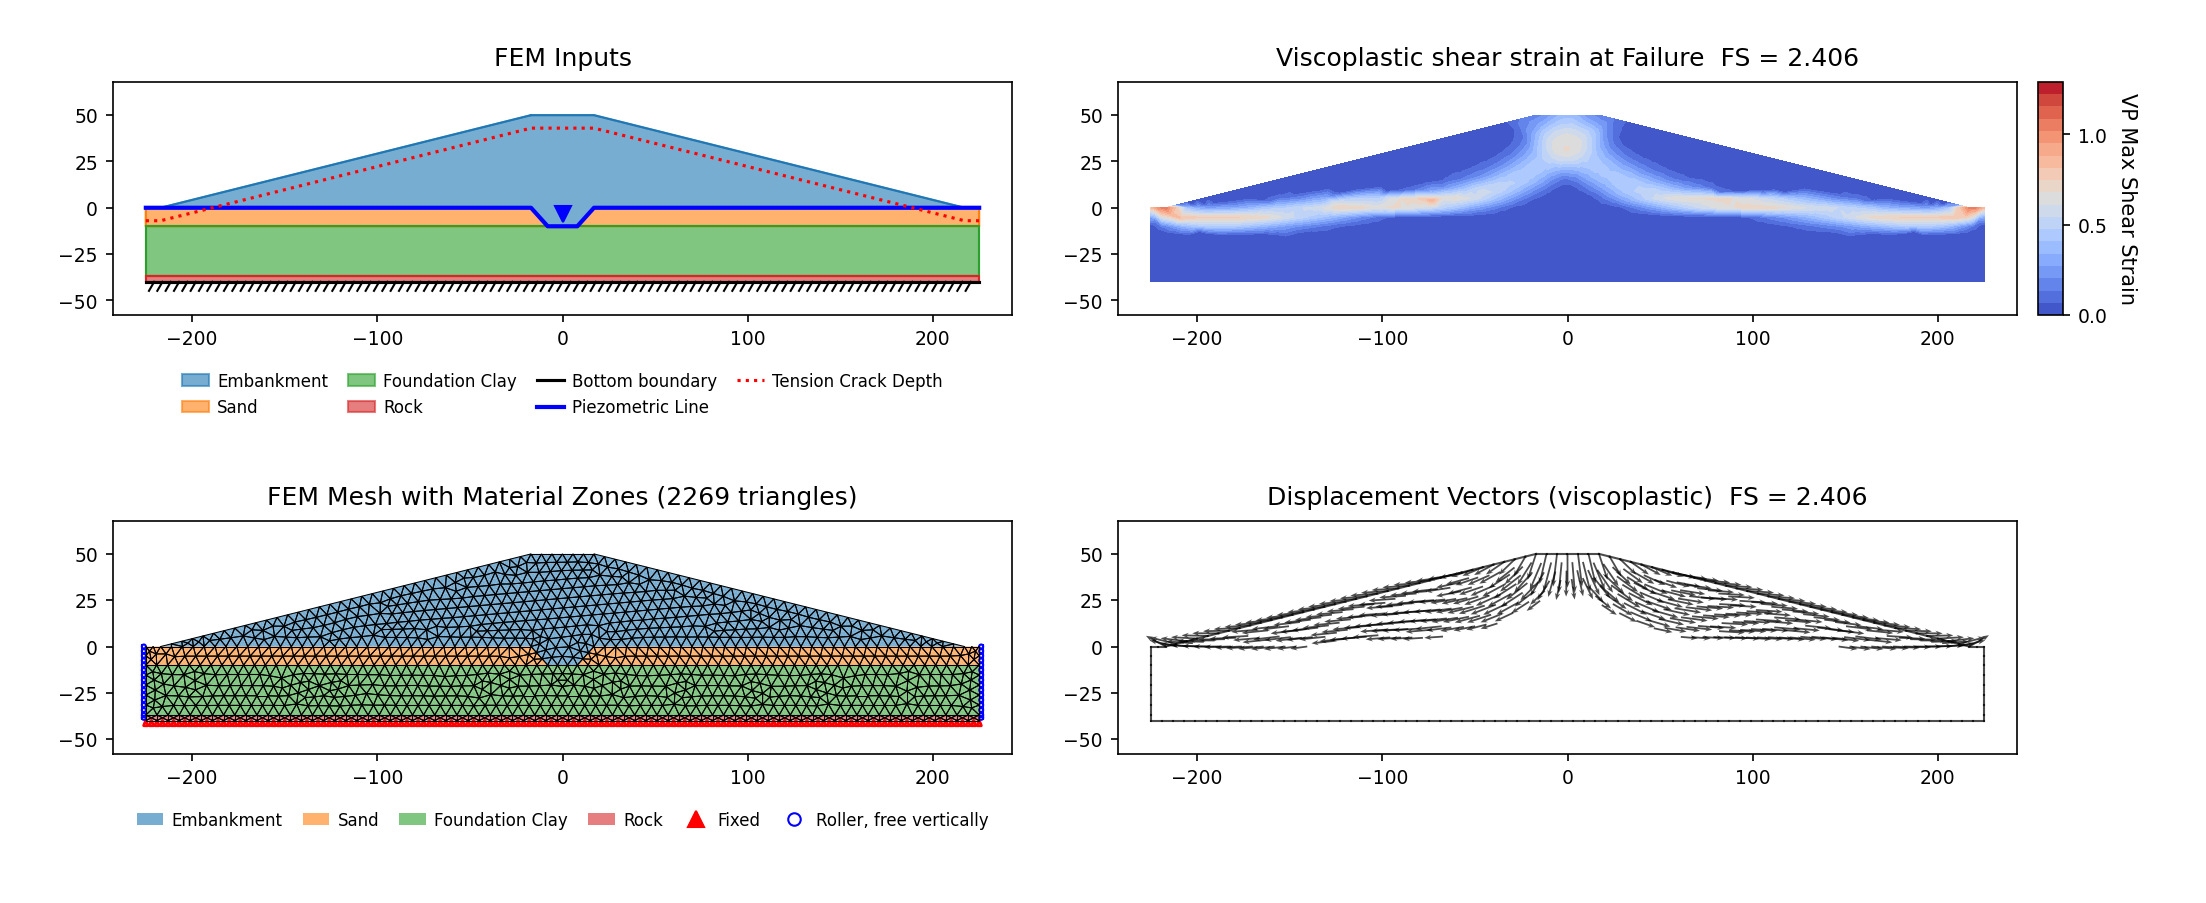 FEM Inputs
50
25
0
−25
−50
−200
−100
0
100
200
Embankment
Foundation Clay
Bottom boundary
Tension Crack Depth
Sand
Rock
Piezometric Line
Viscoplastic shear strain at Failure  FS = 2.406
50
25
0
−25
−50
−200
−100
0
100
200
1.0
0.5
0.0
VP Max Shear Strain
FEM Mesh with Material Zones (2269 triangles)
50
25
0
−25
−50
−200
−100
0
100
200
Embankment
Sand
Foundation Clay
Rock
Fixed
Roller, free vertically
Displacement Vectors (viscoplastic)  FS = 2.406
50
25
0
−25
−50
−200
−100
0
100
200